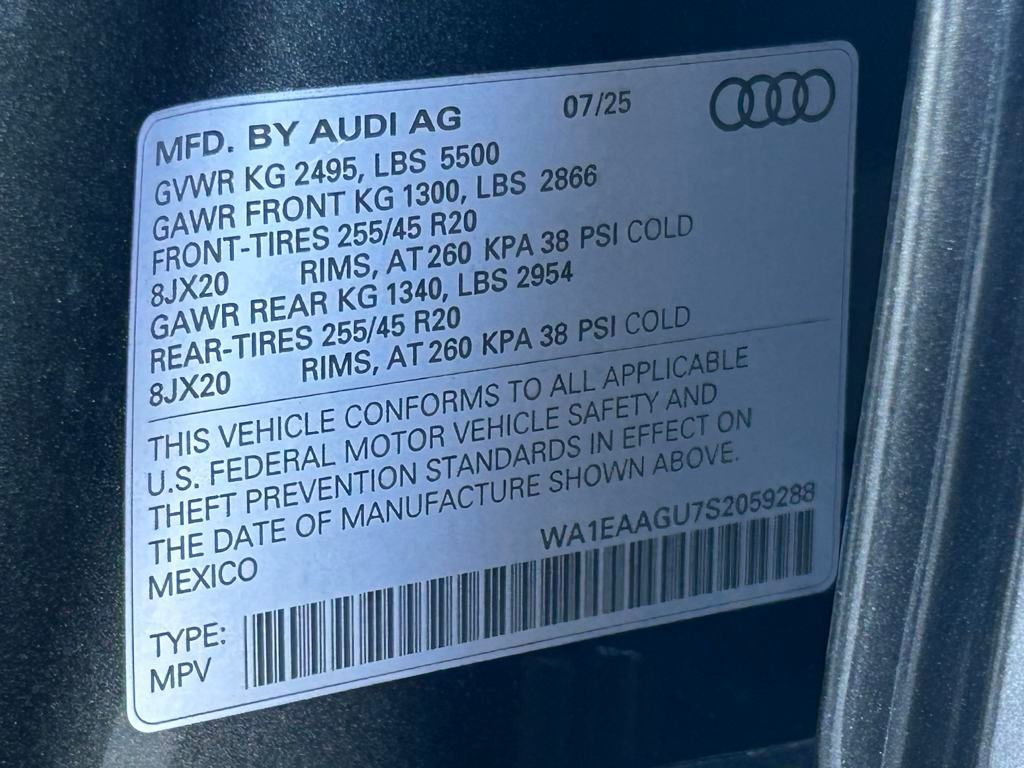 MFD. BY AUDI AG 07/25
GVWR KG 2495, LBS 5500
GAWR FRONT KG 1300, LBS 2866
FRONT-TIRES 255/45 R20
8JX20 RIMS, AT 260 KPA 38 PSI COLD
GAWR REAR KG 1340, LBS 2954
REAR-TIRES 255/45 R20
8JX20 RIMS, AT 260 KPA 38 PSI COLD
THIS VEHICLE CONFORMS TO ALL APPLICABLE
U.S. FEDERAL MOTOR VEHICLE SAFETY AND
THEFT PREVENTION STANDARDS IN EFFECT ON
THE DATE OF MANUFACTURE SHOWN ABOVE.
MEXICO WA1EAAGU7S2059288
TYPE:
MPV